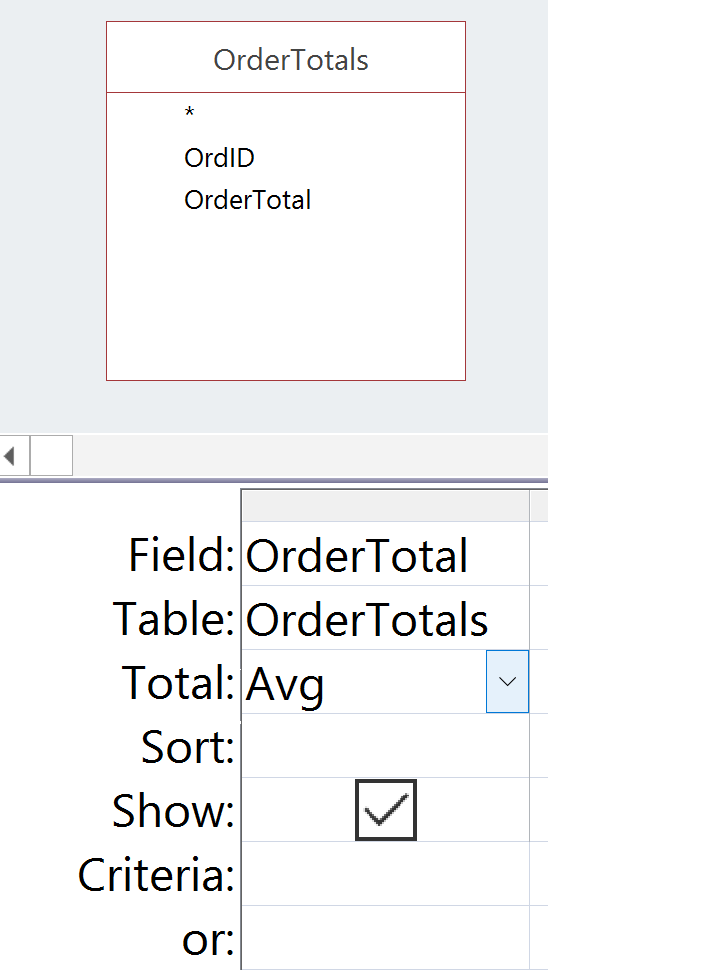 OrderTotals
*
OrdID
OrderTotal
Field: OrderTotal
Table: OrderTotals
Total: Avg
Sort:
Show:
Criteria:
or: